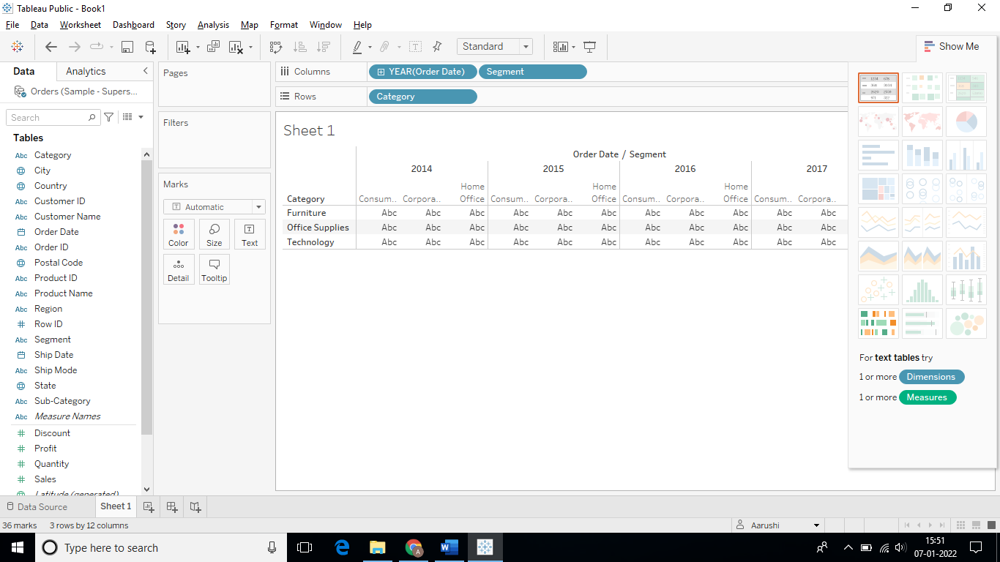 Tableau Public - Book1
File Data Worksheet Dashboard Story Analysis Map Format Window Help
Standard
Show Me
Data Analytics
Pages
Columns YEAR(Order Date) Segment
Orders (Sample - Supers...
Rows Category
Search
Filters
Sheet 1
Tables
Abc Category
City
Country
Abc Customer ID
Abc Customer Name
Order Date
Abc Order ID
Postal Code
Abc Product ID
Abc Product Name
Abc Region
Row ID
Abc Segment
Ship Date
Abc Ship Mode
State
Abc Sub-Category
Abc Measure Names
Discount
Profit
Quantity
Sales
Latitude (generated)
Marks
Automatic
Color Size Text
Detail Tooltip
Order Date / Segment
2014 2015 2016 2017
Home Home Home
Category Consum.. Corpora.. Office Consum.. Corpora.. Office Consum.. Corpora.. Office Consum.. Corpora..
Furniture Abc Abc Abc Abc Abc Abc Abc Abc Abc Abc Abc
Office Supplies Abc Abc Abc Abc Abc Abc Abc Abc Abc Abc Abc
Technology Abc Abc Abc Abc Abc Abc Abc Abc Abc Abc Abc
For text tables try
1 or more Dimensions
1 or more Measures
Data Source Sheet 1
36 marks 3 rows by 12 columns
Aarushi
Type here to search
15:51
07-01-2022